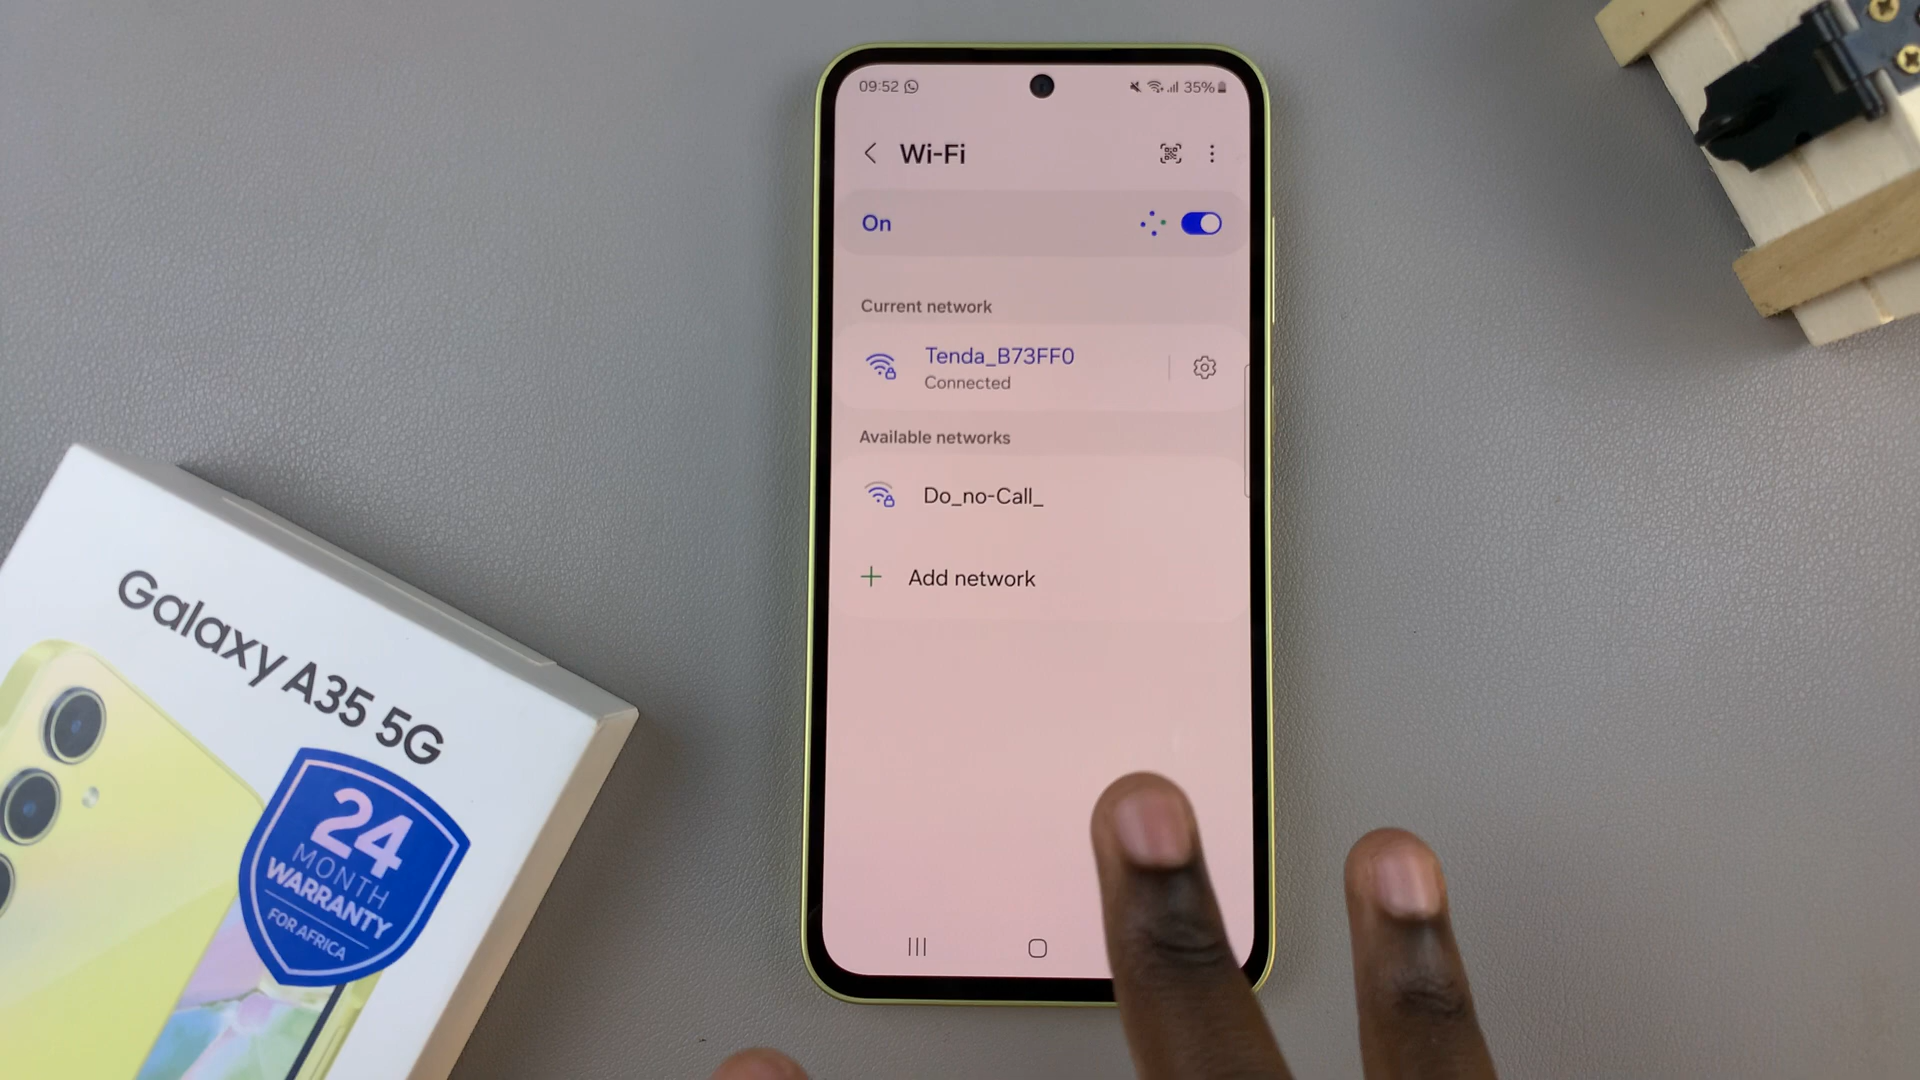 09:52
35%
Wi-Fi
On
Current network
Tenda_B73FF0
Connected
Available networks
Do_no-Call_
Add network
Galaxy A35 5G
24
MONTH
WARRANTY
FOR AFRICA